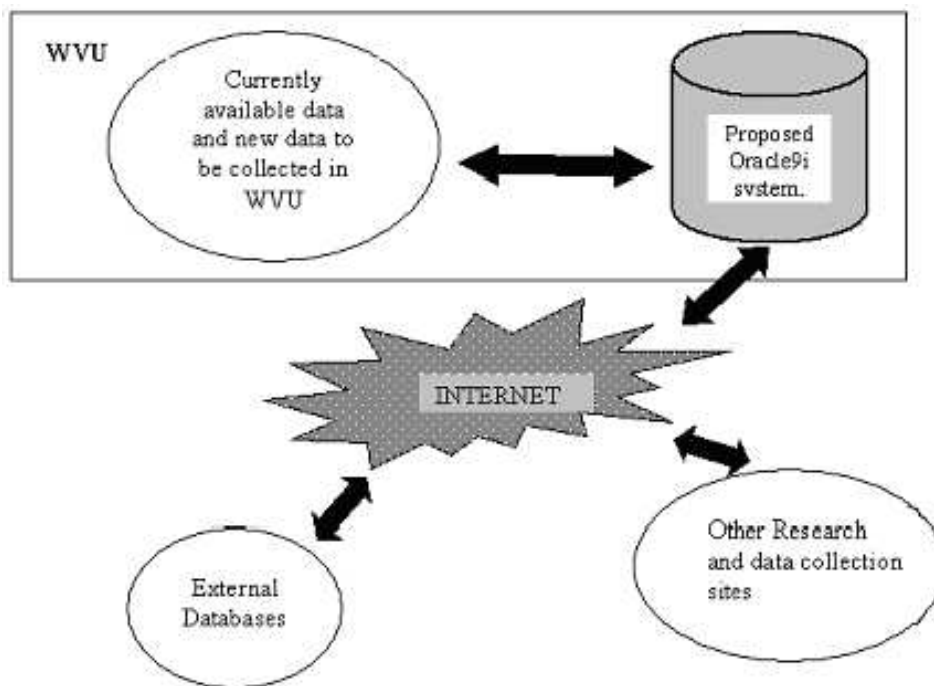 WVU
Currently
available data
and new data to
be collected in
WVU
Proposed
Oracle9i
system.
INTERNET
External
Databases
Other Research
and data collection
sites